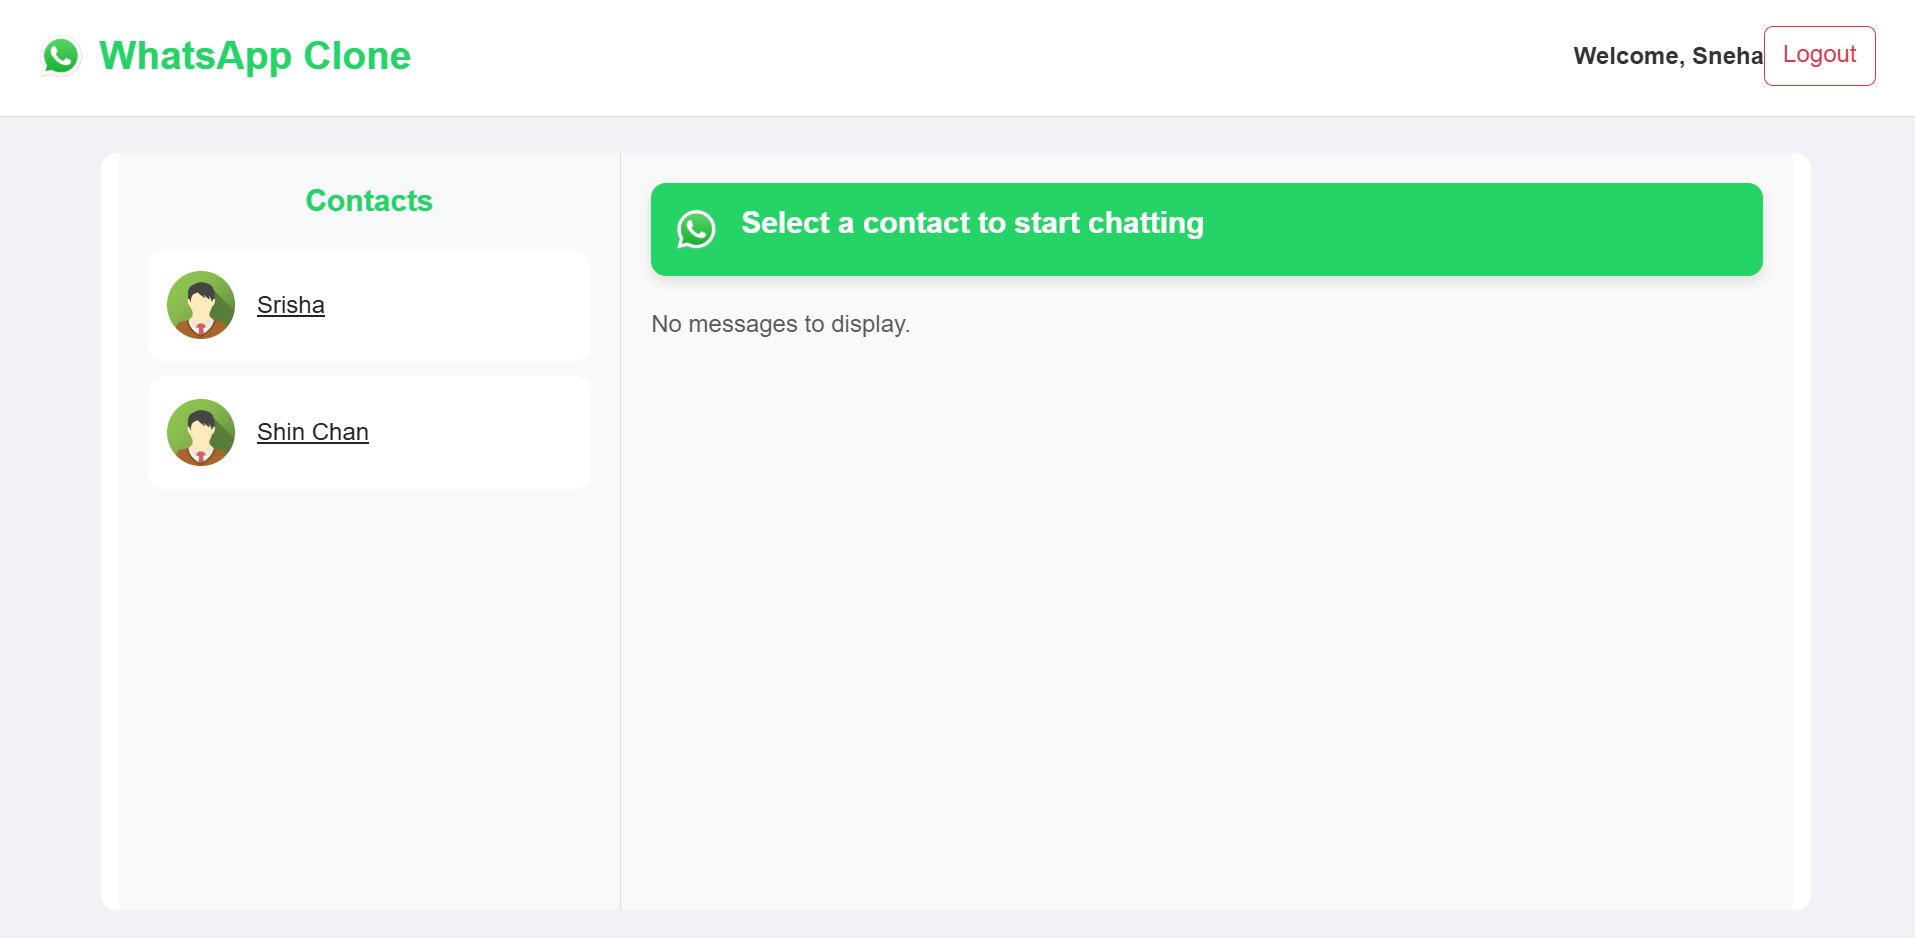 WhatsApp Clone
Welcome, Sneha
Logout
Contacts
Srisha
Shin Chan
Select a contact to start chatting
No messages to display.